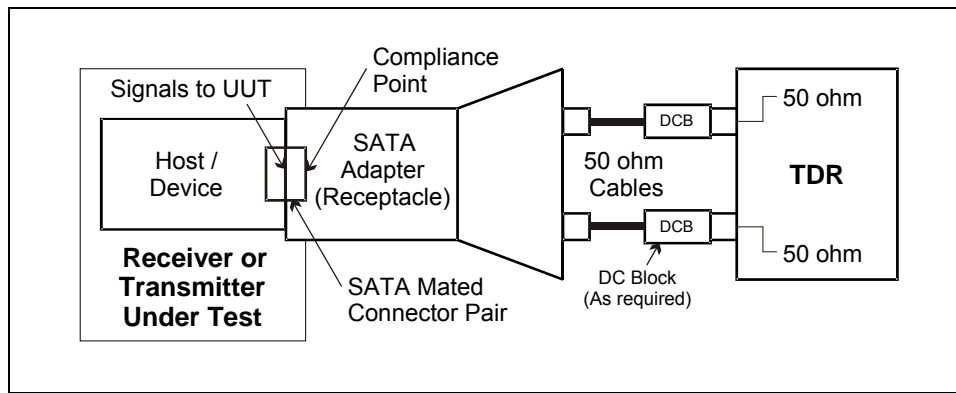 Compliance
Point
Signals to UUT
Host /
Device
SATA
Adapter
(Receptacle)
50 ohm
Cables
DCB
DCB
50 ohm
TDR
50 ohm
Receiver or
Transmitter
Under Test
SATA Mated
Connector Pair
DC Block
(As required)